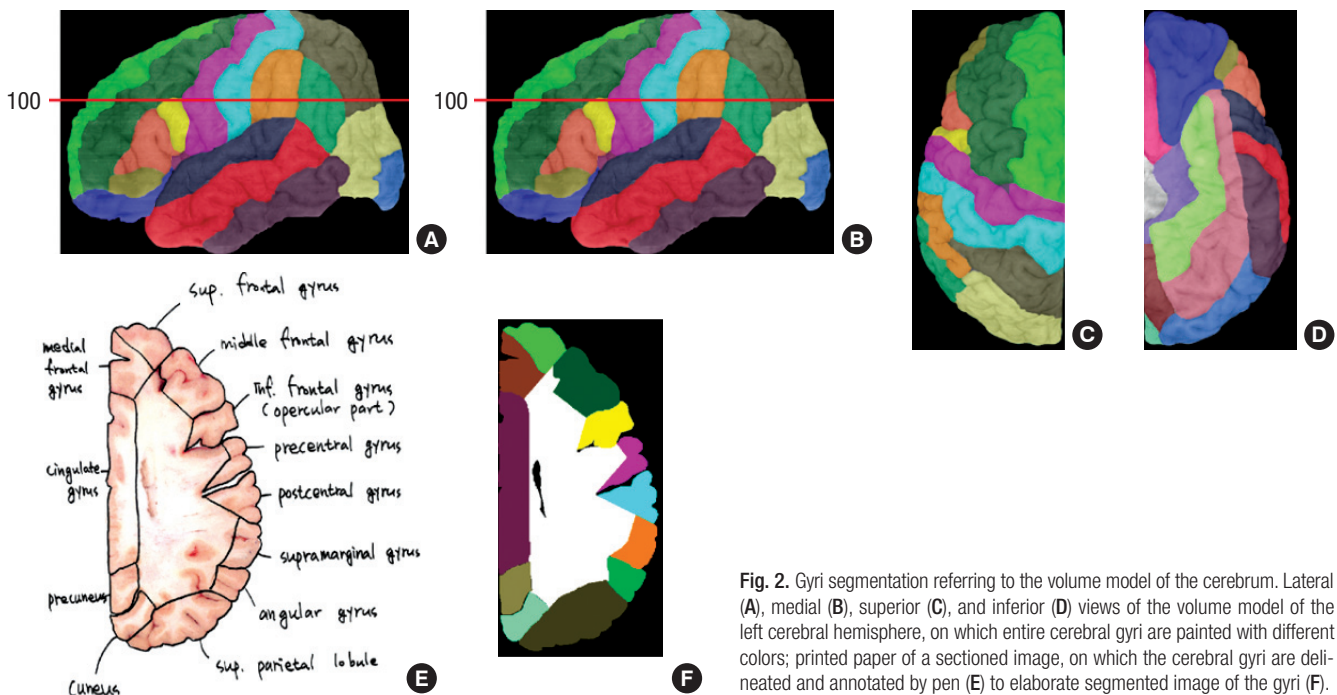 100
A
100
B
C
D
sup. frontal gyrus
medial
frontal
gyrus
middle frontal gyrus
Inf. frontal gyrus
(opercular part)
precentral gyrus
cingulate
gyrus
postcentral gyrus
supramarginal gyrus
precuneus
angular gyrus
sup. parietal lobule
Cuneus
E
F
Fig. 2. Gyri segmentation referring to the volume model of the cerebrum. Lateral
(A), medial (B), superior (C), and inferior (D) views of the volume model of the
left cerebral hemisphere, on which entire cerebral gyri are painted with different
colors; printed paper of a sectioned image, on which the cerebral gyri are deli-
neated and annotated by pen (E) to elaborate segmented image of the gyri (F).